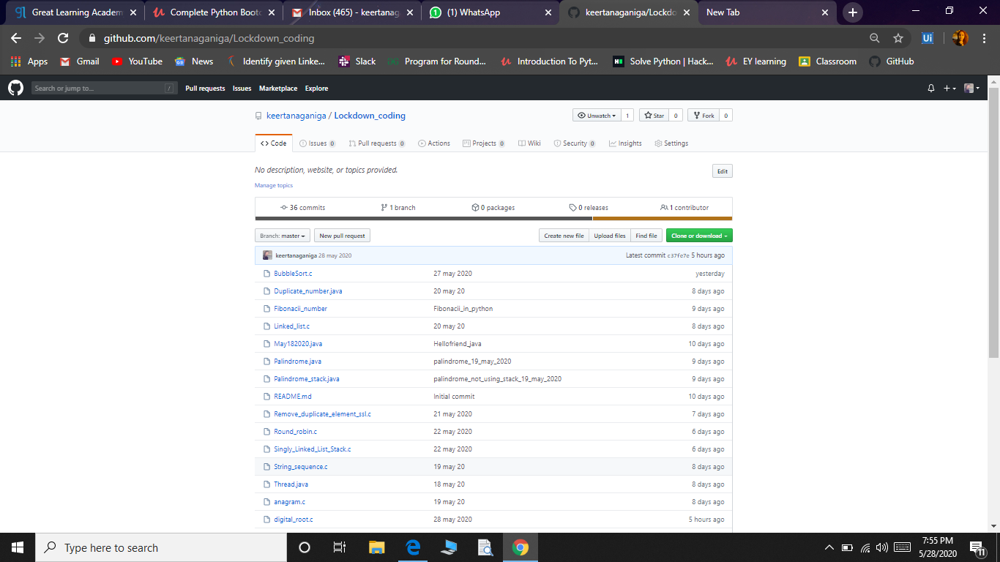 Great Learning Academ
Complete Python Bootc
Inbox (465) - keertanag
(1) WhatsApp
keertanaganiga/Lockdo
New Tab
github.com/keertanaganiga/Lockdown_coding
Apps Gmail YouTube News Identify given Linke... Slack Program for Round... Introduction To Pyt... Solve Python | Hack... EY learning Classroom GitHub
Search or jump to... / Pull requests Issues Marketplace Explore
keertanaganiga / Lockdown_coding
Unwatch 1 Star 0 Fork 0
Code Issues 0 Pull requests 0 Actions Projects 0 Wiki Security 0 Insights Settings
No description, website, or topics provided. Edit
Manage topics
36 commits 1 branch 0 packages 0 releases 1 contributor
Branch: master New pull request Create new file Upload files Find file Clone or download
keertanaganiga 28 may 2020 Latest commit c37fe7e 5 hours ago
BubbleSort.c 27 may 2020 yesterday
Duplicate_number.java 20 may 20 8 days ago
Fibonacii_number Fibonacii_in_python 9 days ago
Linked_list.c 20 may 20 8 days ago
May182020.java Hellofriend_java 10 days ago
Palindrome.java palindrome_19_may_2020 9 days ago
Palindrome_stack.java palindrome_not_using_stack_19_may_2020 9 days ago
README.md Initial commit 10 days ago
Remove_duplicate_element_ssl.c 21 may 2020 7 days ago
Round_robin.c 22 may 2020 6 days ago
Singly_Linked_List_Stack.c 22 may 2020 6 days ago
String_sequence.c 19 may 20 8 days ago
Thread.java 18 may 20 8 days ago
anagram.c 19 may 20 8 days ago
digital_root.c 28 may 2020 5 hours ago
Type here to search
7:55 PM
5/28/2020
11